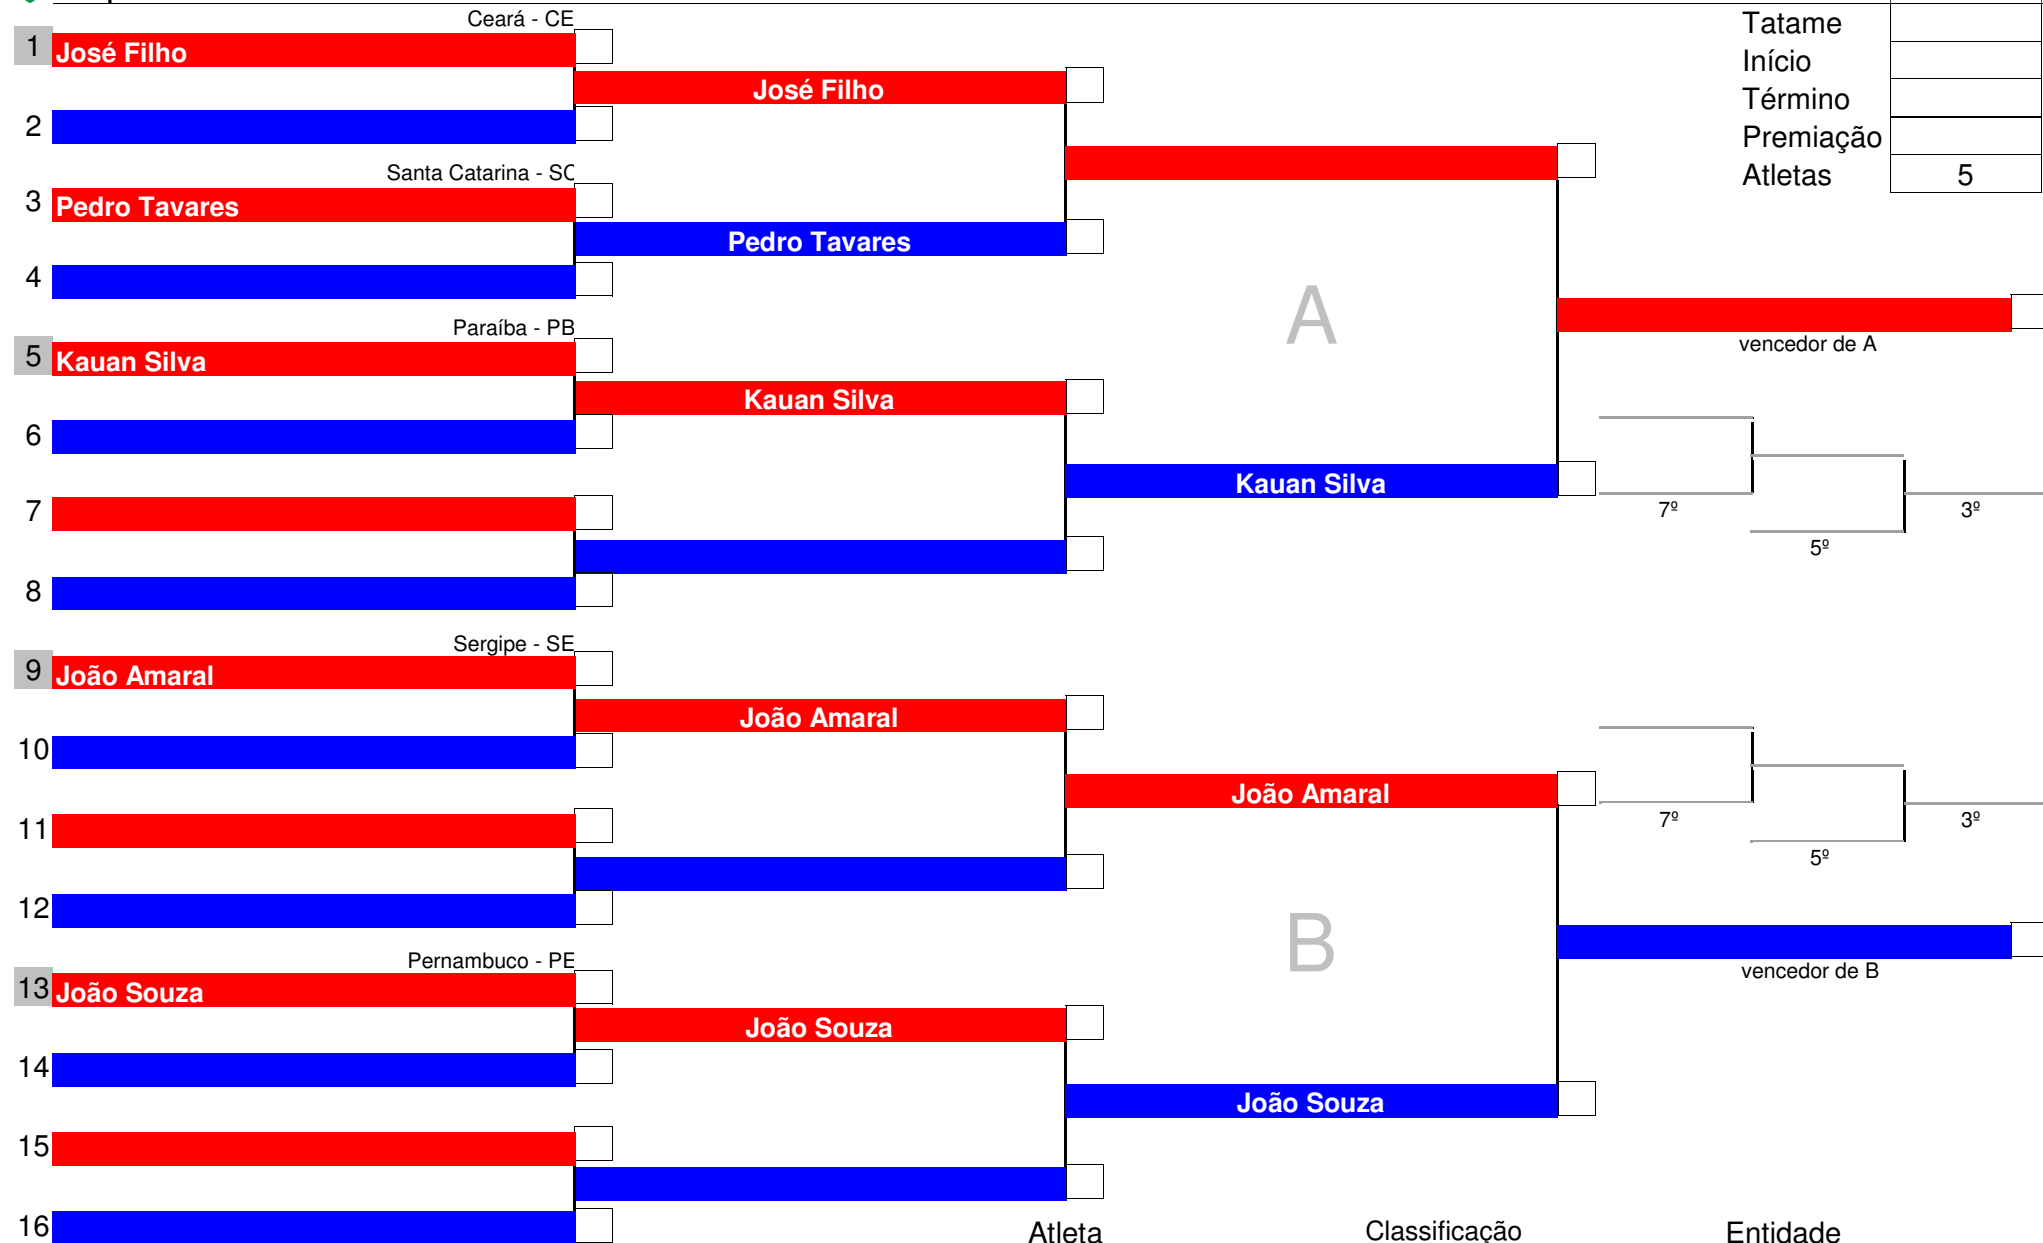 Ceará - CE
Tatame
1 José Filho
Início
José Filho
Término
2
Premiação
Santa Catarina - SC
Atletas 5
3 Pedro Tavares
Pedro Tavares
4
A
Paraíba - PB
vencedor de A
5 Kauan Silva
Kauan Silva
6
Kauan Silva
7
7º 3º
5º
8
Sergipe - SE
9 João Amaral
João Amaral
10
João Amaral
11
7º 3º
5º
12
B
Pernambuco - PE
vencedor de B
13 João Souza
João Souza
14
João Souza
15
16
Atleta Classificação Entidade